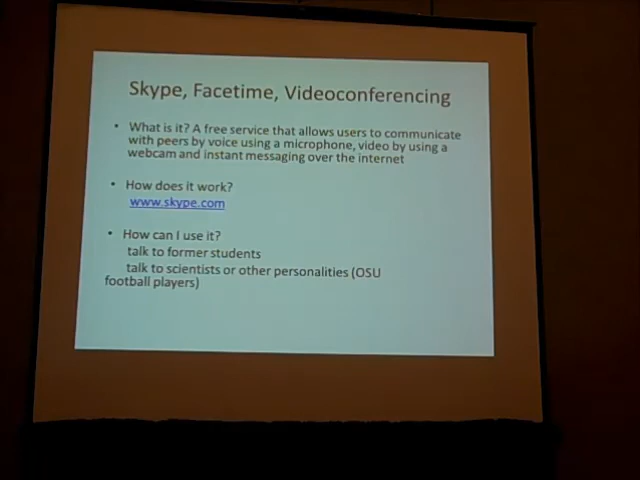 Skype, Facetime, Videoconferencing
• What is it? A free service that allows users to communicate
with peers by voice using a microphone, video by using a
webcam and instant messaging over the internet
• How does it work?
www.skype.com
• How can I use it?
talk to former students
talk to scientists or other personalities (OSU
football players)